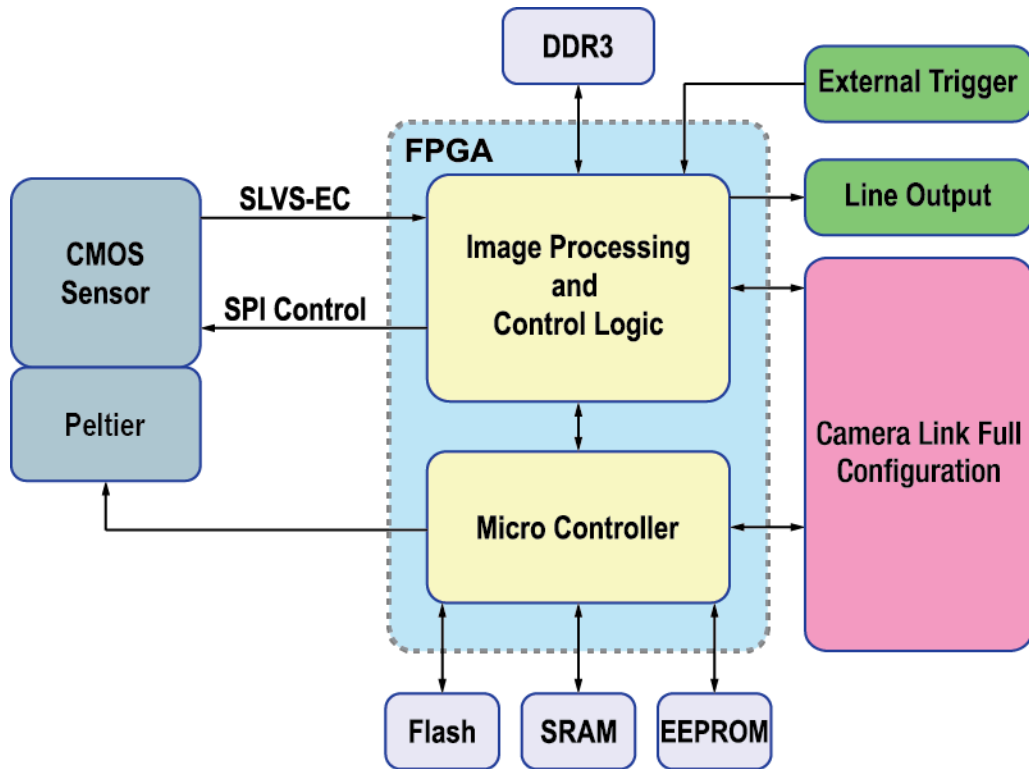 DDR3
External Trigger
FPGA
Line Output
SLVS-EC
CMOS
Sensor
Image Processing
and
Control Logic
SPI Control
Peltier
Camera Link Full
Configuration
Micro Controller
Flash
SRAM
EEPROM